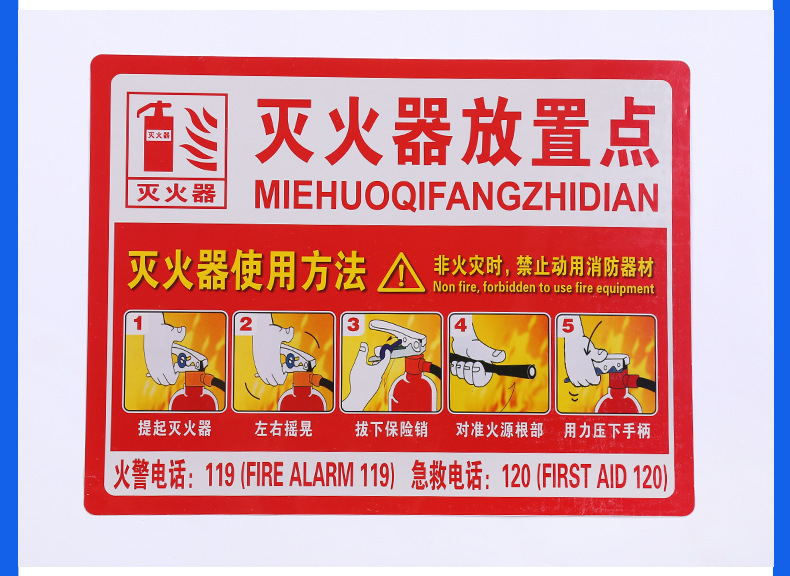 灭火器
灭火器
灭火器放置点
MIEHUOQIFANGZHIDIAN
灭火器使用方法
非火灾时，禁止动用消防器材
Non fire, forbidden to use fire equipment
1
2
3
4
5
提起灭火器
左右摇晃
拔下保险销
对准火源根部
用力压下手柄
火警电话：119 (FIRE ALARM 119) 急救电话：120 (FIRST AID 120)